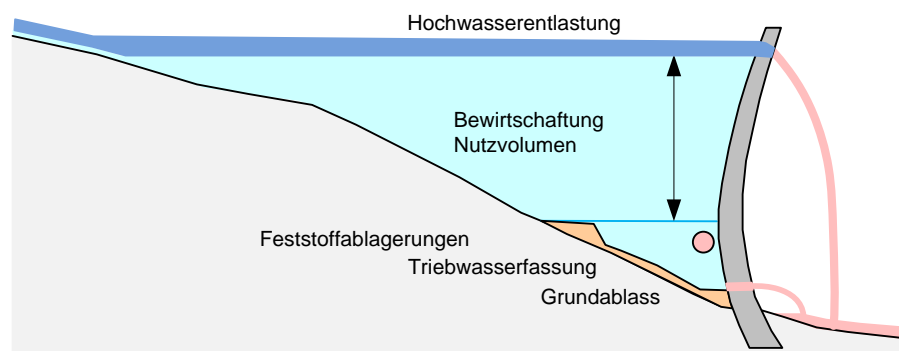 Hochwasserentlastung
Bewirtschaftung
Nutzvolumen
Feststoffablagerungen
Triebwasserfassung
Grundablass